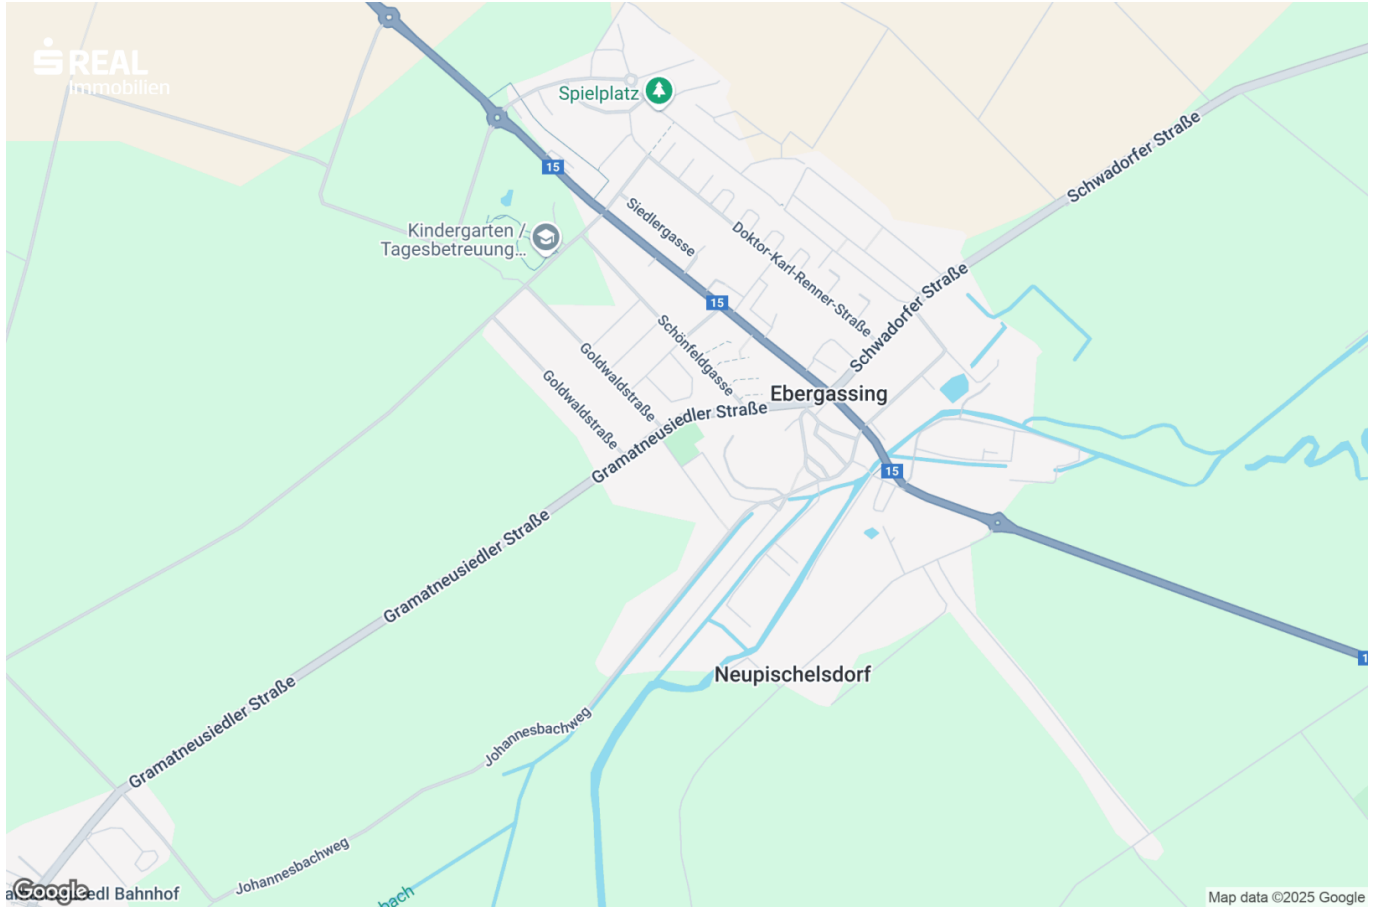 REAL
Immobilien
Spielplatz
Schwadorfer Straße
15
Kindergarten /
Tagesbetreuung...
Siedlergasse
Doktor-Karl-Renner-Straße
Schwadorfer Straße
15
Schönfeldgasse
Goldwaldstraße
Goldwaldstraße
Ebergassing
Gramatneusiedler Straße
15
Gramatneusiedler Straße
Neupischelsdorf
Gramatneusiedler Straße
Johannesbachweg
Johannesbachweg
Google
edl Bahnhof
bach
Map data ©2025 Google